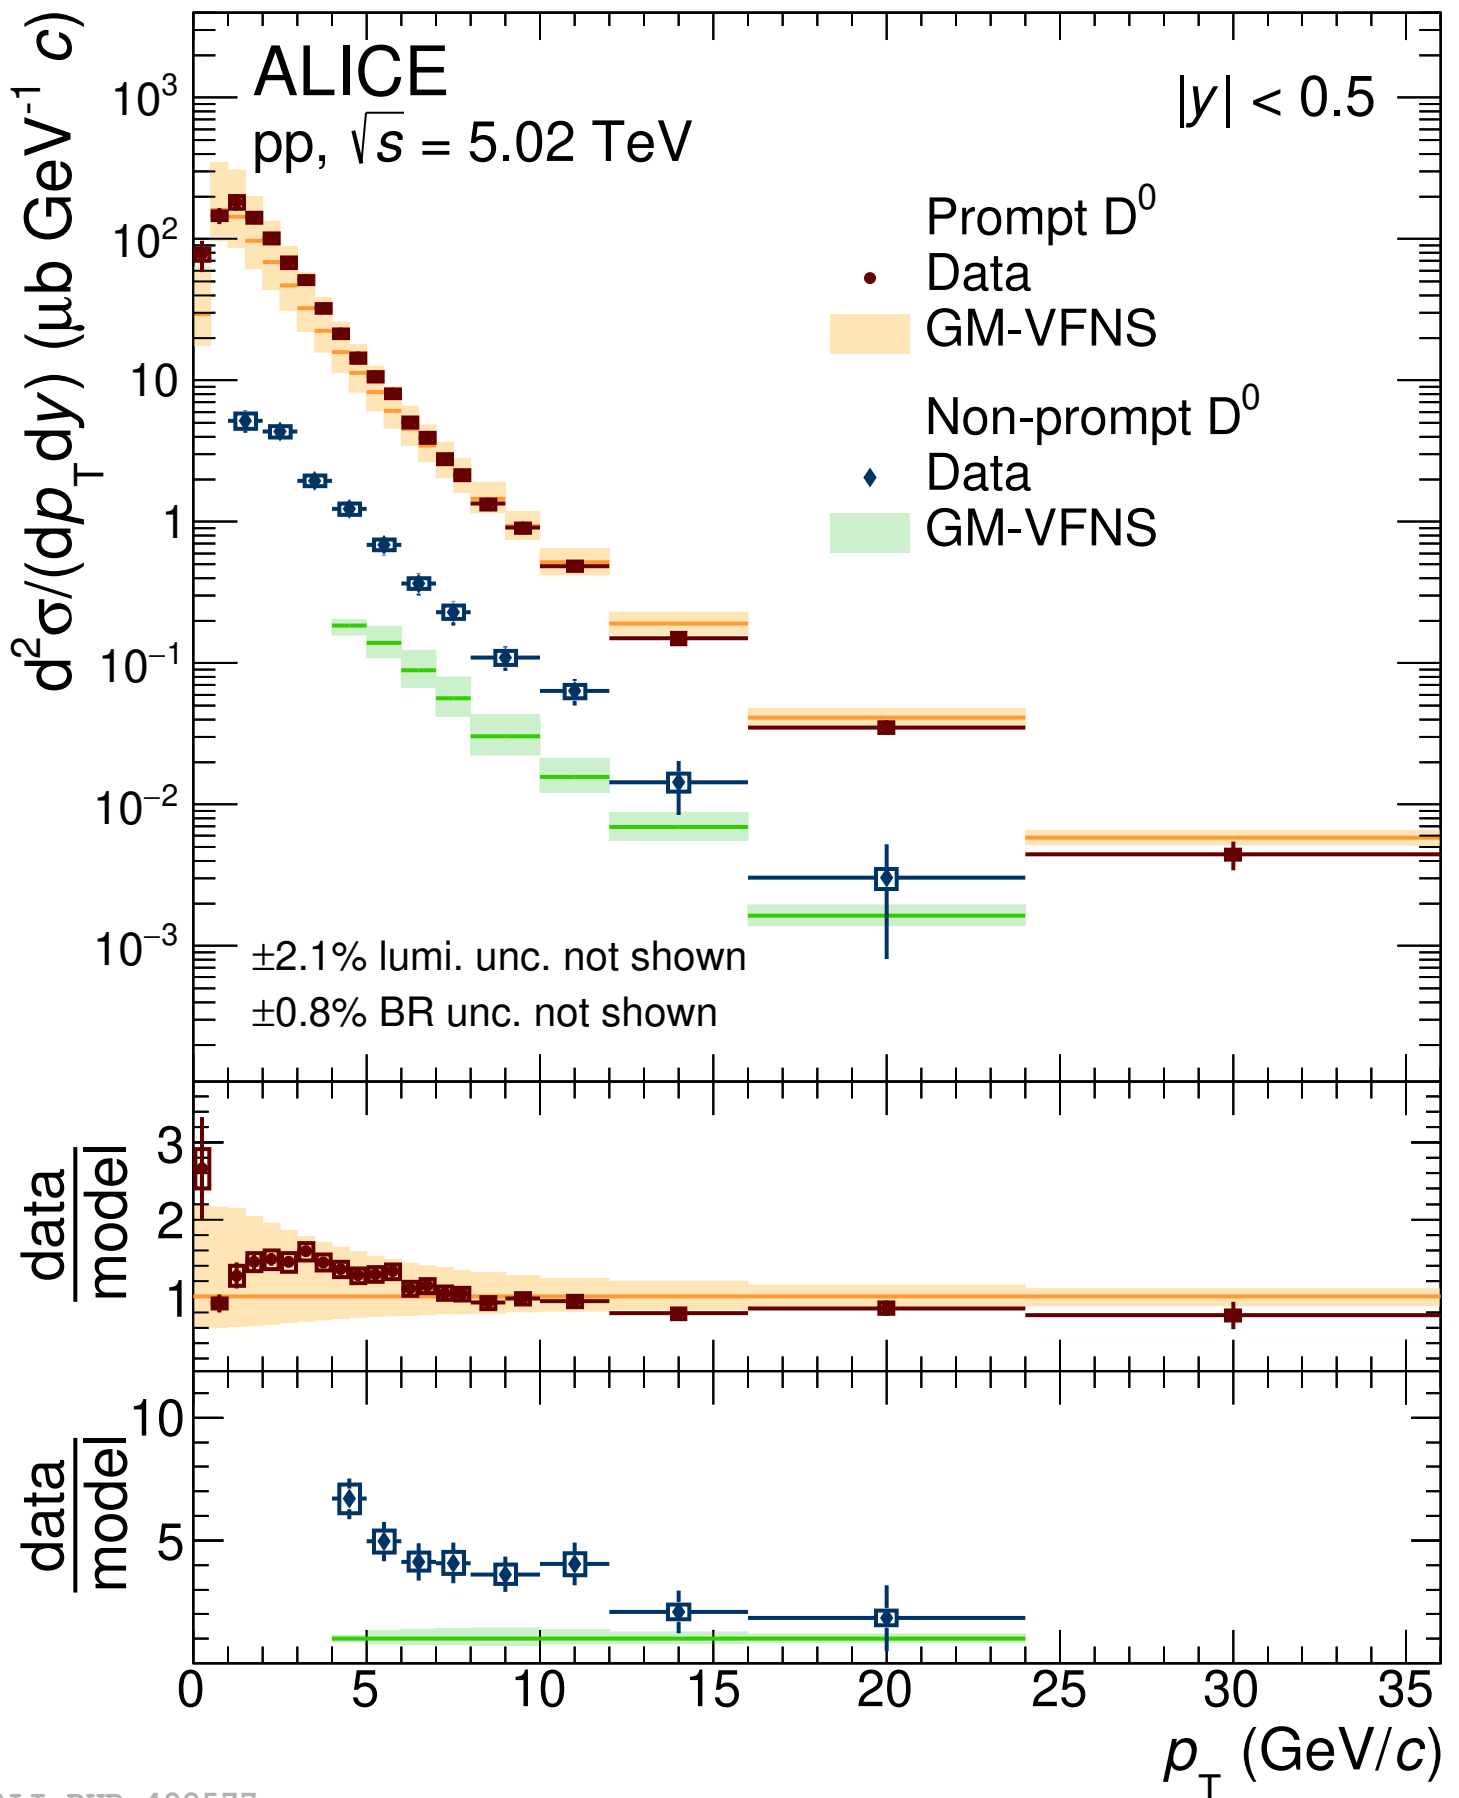 ALICE
pp, √s = 5.02 TeV
|y| < 0.5
Prompt D⁰
Data
GM-VFNS
Non-prompt D⁰
Data
GM-VFNS
±2.1% lumi. unc. not shown
±0.8% BR unc. not shown
d²σ/(dp_T dy) (μb GeV⁻¹ c)
10³
10²
10
1
10⁻¹
10⁻²
10⁻³
data
model
3
2
1
data
model
10
5
0 5 10 15 20 25 30 35
p_T (GeV/c)